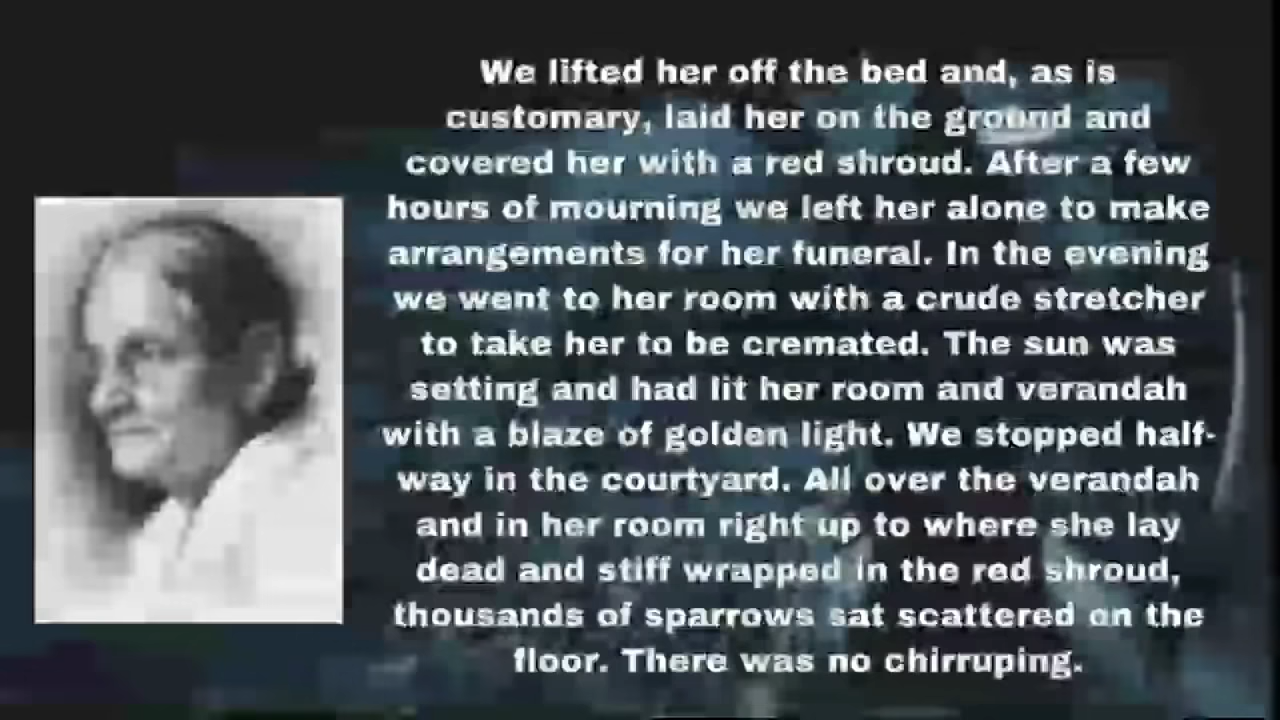 We lifted her off the bed and, as is
customary, laid her on the ground and
covered her with a red shroud. After a few
hours of mourning we left her alone to make
arrangements for her funeral. In the evening
we went to her room with a crude stretcher
to take her to be cremated. The sun was
setting and had lit her room and verandah
with a blaze of golden light. We stopped half-
way in the courtyard. All over the verandah
and in her room right up to where she lay
dead and stiff wrapped in the red shroud,
thousands of sparrows sat scattered on the
floor. There was no chirruping.